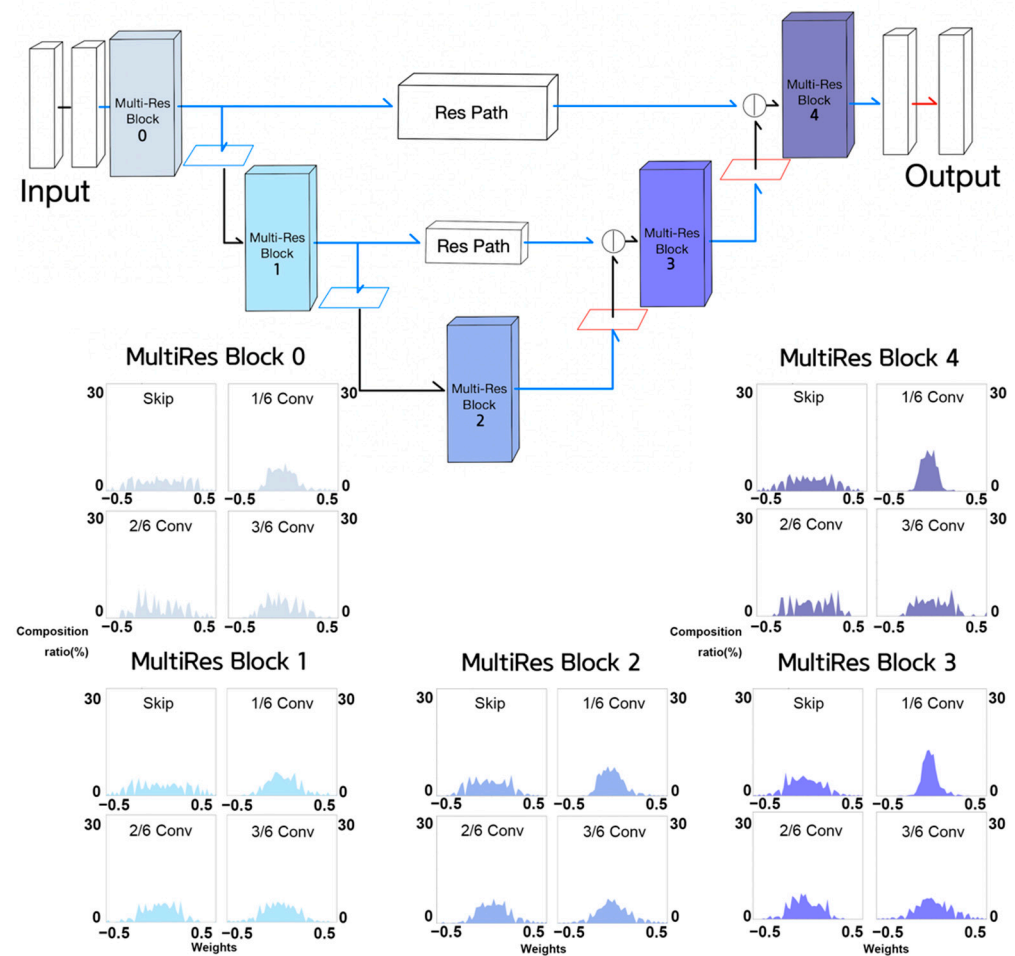 Multi-Res
Block
0
Res Path
Multi-Res
Block
4
Input
Output
Multi-Res
Block
1
Res Path
Multi-Res
Block
3
Multi-Res
Block
2
MultiRes Block 0
30
Skip
1/6 Conv
30
0
0
−0.5
0.5
−0.5
0.5
30
2/6 Conv
3/6 Conv
30
0
0
−0.5
0.5
−0.5
0.5
MultiRes Block 4
30
Skip
1/6 Conv
30
0
0
−0.5
0.5
−0.5
0.5
30
2/6 Conv
3/6 Conv
30
0
0
−0.5
0.5
−0.5
0.5
Composition
ratio(%)
Composition
ratio(%)
MultiRes Block 1
30
Skip
1/6 Conv
30
0
0
−0.5
0.5
−0.5
0.5
30
2/6 Conv
3/6 Conv
30
0
0
−0.5
0.5
−0.5
0.5
Weights
MultiRes Block 2
30
Skip
1/6 Conv
30
0
0
−0.5
0.5
−0.5
0.5
30
2/6 Conv
3/6 Conv
30
0
0
−0.5
0.5
−0.5
0.5
Weights
MultiRes Block 3
30
Skip
1/6 Conv
30
0
0
−0.5
0.5
−0.5
0.5
30
2/6 Conv
3/6 Conv
30
0
0
−0.5
0.5
−0.5
0.5
Weights